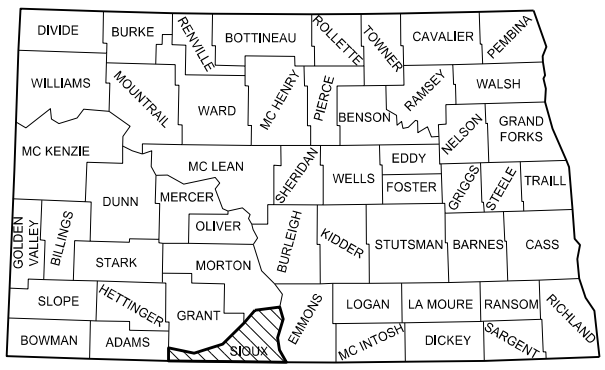 DIVIDE
BURKE
RENVILLE
BOTTINEAU
ROLLETTE
TOWNER
CAVALIER
PEMBINA
WILLIAMS
MOUNTRAIL
WARD
MC HENRY
PIERCE
BENSON
RAMSEY
WALSH
NELSON
GRAND
FORKS
MC KENZIE
MC LEAN
SHERIDAN
WELLS
EDDY
FOSTER
GRIGGS
STEELE
TRAILL
DUNN
MERCER
OLIVER
GOLDEN
VALLEY
BILLINGS
STARK
MORTON
BURLEIGH
KIDDER
STUTSMAN
BARNES
CASS
SLOPE
HETTINGER
GRANT
EMMONS
LOGAN
LA MOURE
RANSOM
RICHLAND
BOWMAN
ADAMS
SIOUX
MC INTOSH
DICKEY
SARGENT